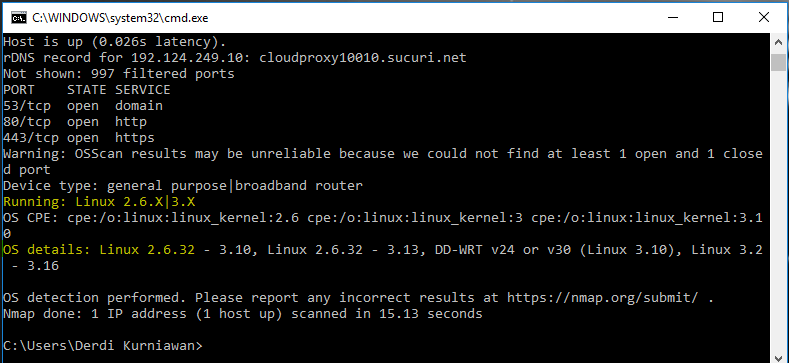 C:\WINDOWS\system32\cmd.exe
Host is up (0.026s latency).
rDNS record for 192.124.249.10: cloudproxy10010.sucuri.net
Not shown: 997 filtered ports
PORT    STATE SERVICE
53/tcp  open  domain
80/tcp  open  http
443/tcp open  https
Warning: OSScan results may be unreliable because we could not find at least 1 open and 1 close
d port
Device type: general purpose|broadband router
Running: Linux 2.6.X|3.X
OS CPE: cpe:/o:linux:linux_kernel:2.6 cpe:/o:linux:linux_kernel:3 cpe:/o:linux:linux_kernel:3.1
0
OS details: Linux 2.6.32 - 3.10, Linux 2.6.32 - 3.13, DD-WRT v24 or v30 (Linux 3.10), Linux 3.2
 - 3.16
OS detection performed. Please report any incorrect results at https://nmap.org/submit/ .
Nmap done: 1 IP address (1 host up) scanned in 15.13 seconds
C:\Users\Derdi Kurniawan>